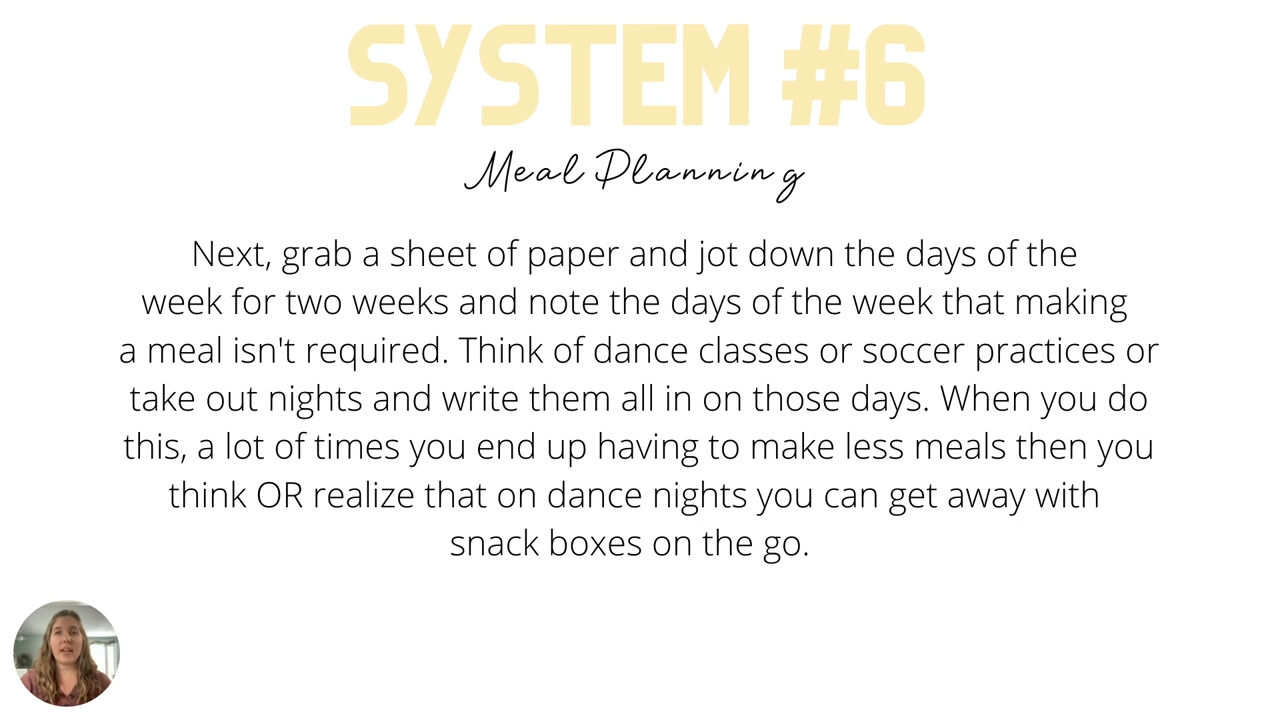 SYSTEM #6
Meal Planning
Next, grab a sheet of paper and jot down the days of the
week for two weeks and note the days of the week that making
a meal isn't required. Think of dance classes or soccer practices or
take out nights and write them all in on those days. When you do
this, a lot of times you end up having to make less meals then you
think OR realize that on dance nights you can get away with
snack boxes on the go.